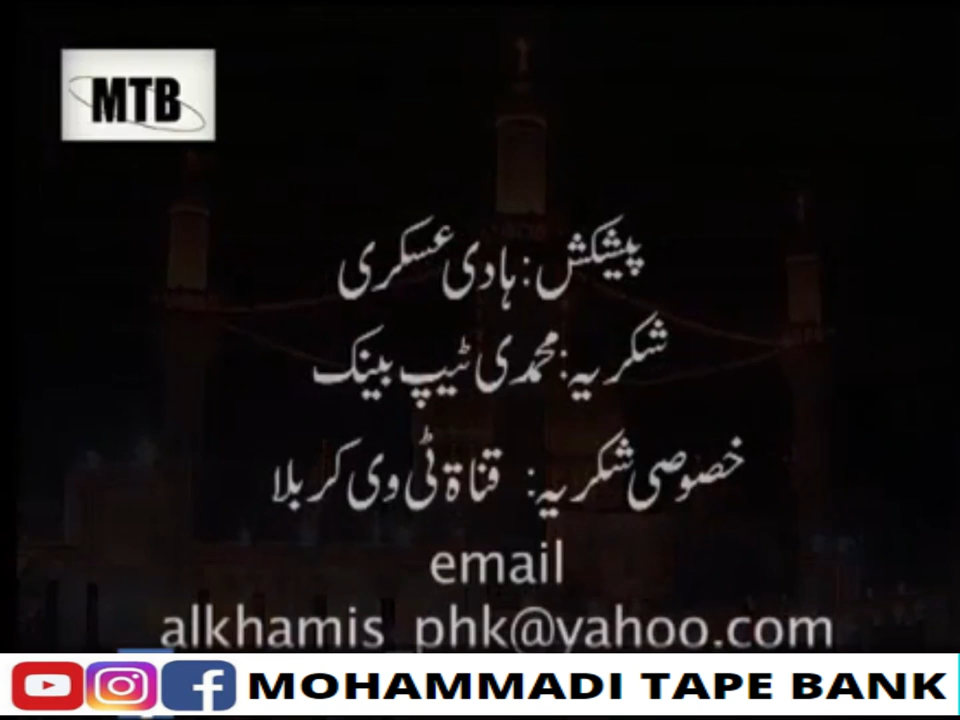 MTB
پیشکش: ہادی عسکری
شکریہ: محمدی ٹیپ بینک
خصوصی شکریہ: قناۃ ٹی وی کربلا
email
alkhamis_phk@yahoo.com
MOHAMMADI TAPE BANK